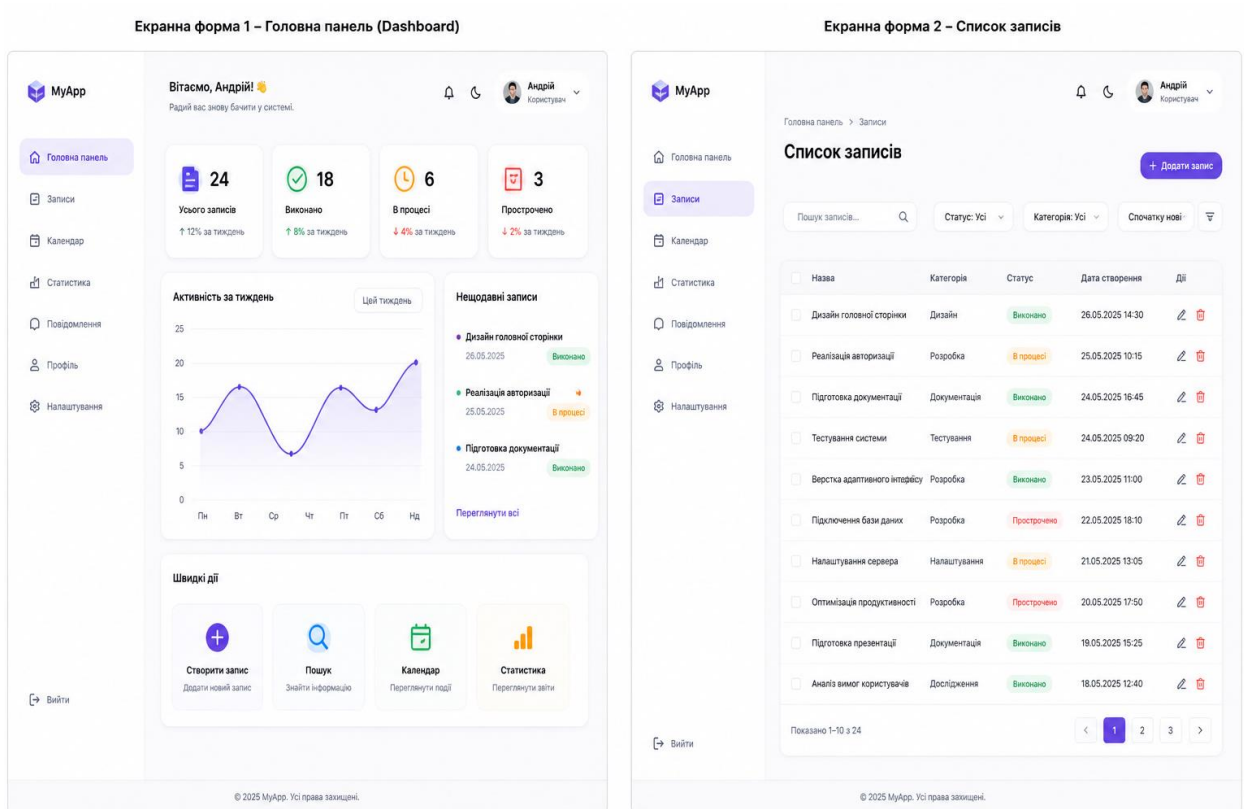 Екранна форма 1 – Головна панель (Dashboard)
MyApp
Вітаємо, Андрій! 👋
Радий вас знову бачити у системі.
Андрій
Користувач
Головна панель
Записи
Календар
Статистика
Повідомлення
Профіль
Налаштування
Вийти
24
Усього записів
↑ 12% за тиждень
18
Виконано
↑ 8% за тиждень
6
В процесі
↓ 4% за тиждень
3
Прострочено
↓ 2% за тиждень
Активність за тиждень
Цей тиждень
25
20
15
10
5
0
Пн Вт Ср Чт Пт Сб Нд
Нещодавні записи
Дизайн головної сторінки
26.05.2025 Виконано
Реалізація авторизації
25.05.2025 В процесі
Підготовка документації
24.05.2025 Виконано
Переглянути всі
Швидкі дії
Створити запис
Додати новий запис
Пошук
Знайти інформацію
Календар
Переглянути події
Статистика
Переглянути звіти
© 2025 MyApp. Усі права захищені.
Екранна форма 2 – Список записів
MyApp
Андрій
Користувач
Головна панель
Записи
Календар
Статистика
Повідомлення
Профіль
Налаштування
Вийти
Головна панель > Записи
Список записів
+ Додати запис
Пошук записів...
Статус: Усі
Категорія: Усі
Спочатку нові
Назва Категорія Статус Дата створення Дії
Дизайн головної сторінки Дизайн Виконано 26.05.2025 14:30
Реалізація авторизації Розробка В процесі 25.05.2025 10:15
Підготовка документації Документація Виконано 24.05.2025 16:45
Тестування системи Тестування В процесі 24.05.2025 09:20
Верстка адаптивного інтерфейсу Розробка Виконано 23.05.2025 11:00
Підключення бази даних Розробка Прострочено 22.05.2025 18:10
Налаштування сервера Налаштування В процесі 21.05.2025 13:05
Оптимізація продуктивності Розробка Прострочено 20.05.2025 17:50
Підготовка презентації Документація Виконано 19.05.2025 15:25
Аналіз вимог користувачів Дослідження Виконано 18.05.2025 12:40
Показано 1–10 з 24
< 1 2 3 >
© 2025 MyApp. Усі права захищені.